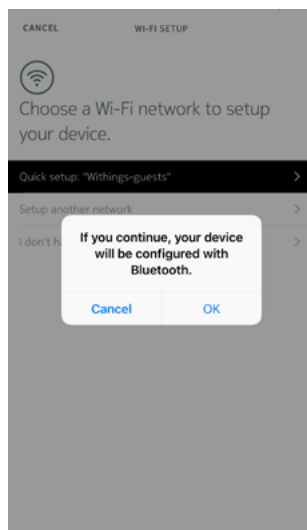 CANCEL
WI-FI SETUP
Choose a Wi-Fi network to setup
your device.
Quick setup: "Withings-guests"
Setup another network
I don't h
If you continue, your device
will be configured with
Bluetooth.
Cancel
OK